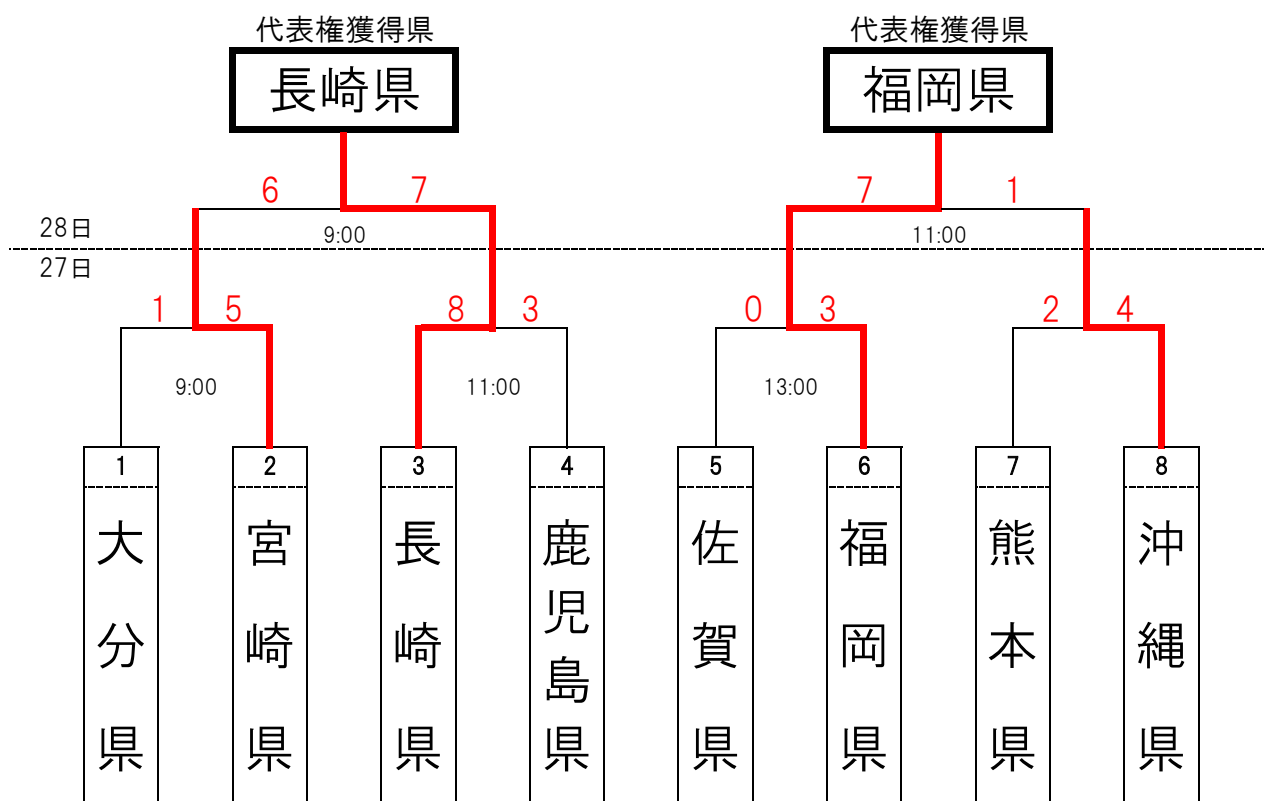 代表権獲得県 代表権獲得県
長崎県 福岡県
6 7 7 1
28日 9:00 11:00
27日
1 5 8 3 0 3 2 4
9:00 11:00 13:00
1 2 3 4 5 6 7 8
大分県
宮崎県
長崎県
鹿児島県
佐賀県
福岡県
熊本県
沖縄県